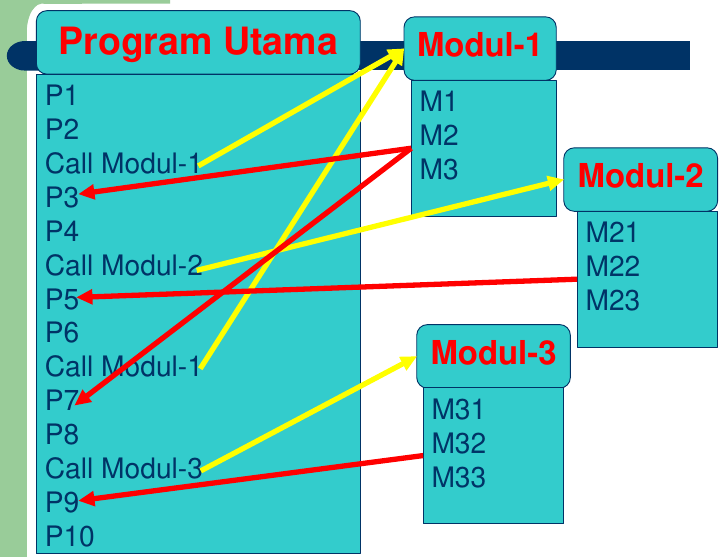 Program Utama
P1
P2
Call Modul-1
P3
P4
Call Modul-2
P5
P6
Call Modul-1
P7
P8
Call Modul-3
P9
P10
Modul-1
M1
M2
M3
Modul-2
M21
M22
M23
Modul-3
M31
M32
M33